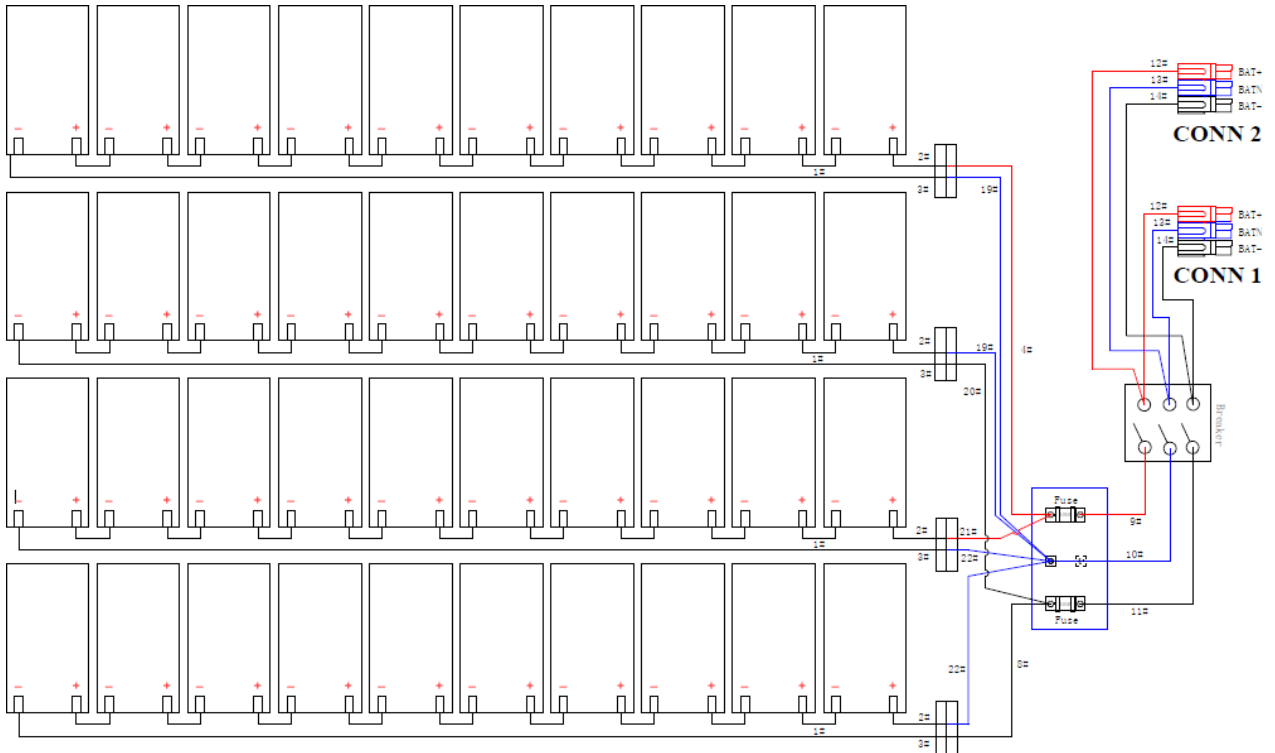 12#
BAT+
13#
BATN
14#
BAT-
CONN 2
− + − + − + − + − + − + − + − + − + − +
2#
1#
3#
19#
12#
BAT+
13#
BATN
14#
BAT-
CONN 1
− + − + − + − + − + − + − + − + − + − +
2#
19#
4#
1#
3#
20#
Breaker
− + − + − + − + − + − + − + − + − + − +
Fuse
9#
2#
21#
1#
3#
22#
10#
Fuse
11#
− + − + − + − + − + − + − + − + − + − +
22#
8#
2#
1#
3#